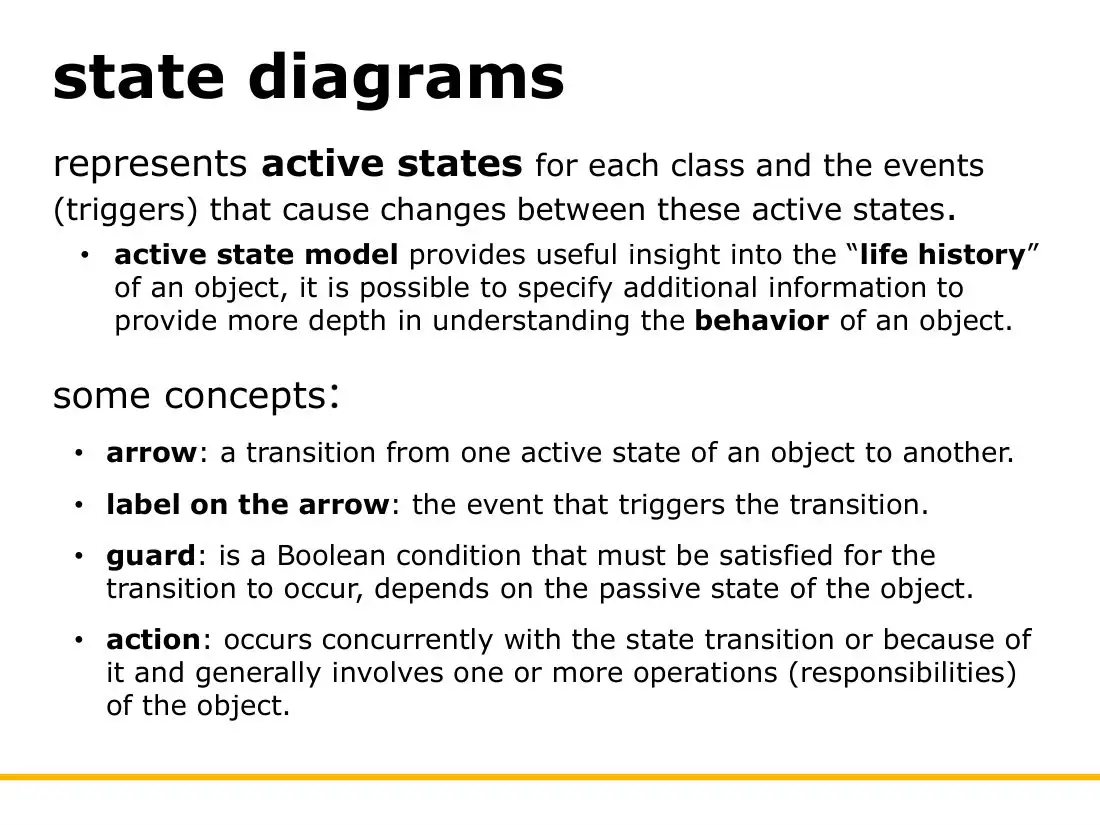 state diagrams
represents active states for each class and the events
(triggers) that cause changes between these active states.
• active state model provides useful insight into the “life history”
of an object, it is possible to specify additional information to
provide more depth in understanding the behavior of an object.
some concepts:
• arrow: a transition from one active state of an object to another.
• label on the arrow: the event that triggers the transition.
• guard: is a Boolean condition that must be satisfied for the
transition to occur, depends on the passive state of the object.
• action: occurs concurrently with the state transition or because of
it and generally involves one or more operations (responsibilities)
of the object.